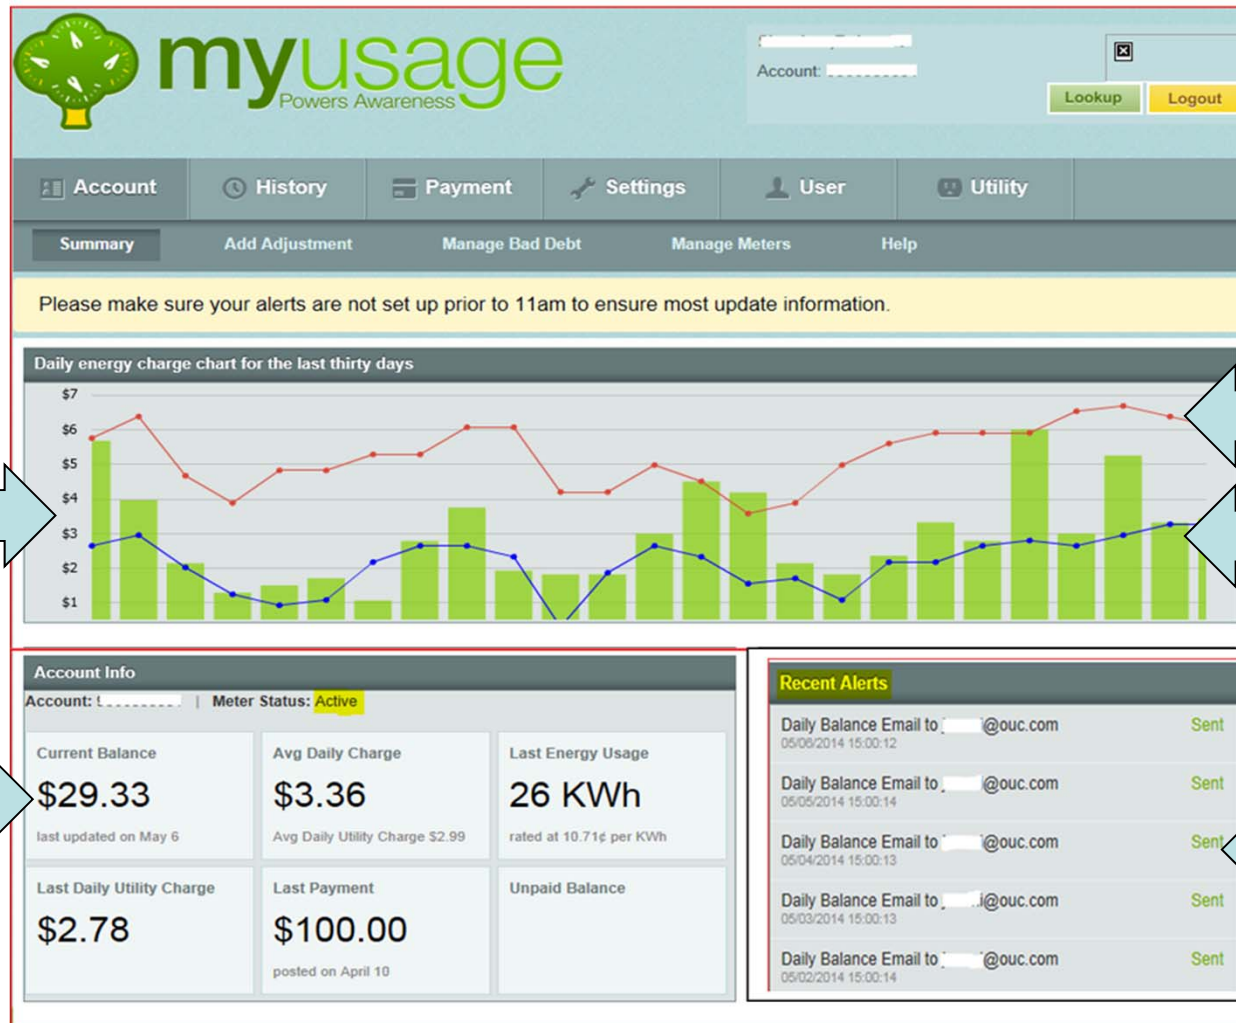 myusage
Powers Awareness
Account:
Lookup Logout
Account History Payment Settings User Utility
Summary Add Adjustment Manage Bad Debt Manage Meters Help
Please make sure your alerts are not set up prior to 11am to ensure most update information.
Daily energy charge chart for the last thirty days
$7
$6
$5
$4
$3
$2
$1
Account Info
Account: | Meter Status: Active
Current Balance Avg Daily Charge Last Energy Usage
$29.33 $3.36 26 KWh
last updated on May 6 Avg Daily Utility Charge $2.99 rated at 10.71¢ per KWh
Last Daily Utility Charge Last Payment Unpaid Balance
$2.78 $100.00
posted on April 10
Recent Alerts
Daily Balance Email to i@ouc.com Sent
05/06/2014 15:00:12
Daily Balance Email to i@ouc.com Sent
05/05/2014 15:00:14
Daily Balance Email to i@ouc.com Sent
05/04/2014 15:00:13
Daily Balance Email to i@ouc.com Sent
05/03/2014 15:00:13
Daily Balance Email to @ouc.com Sent
05/02/2014 15:00:14